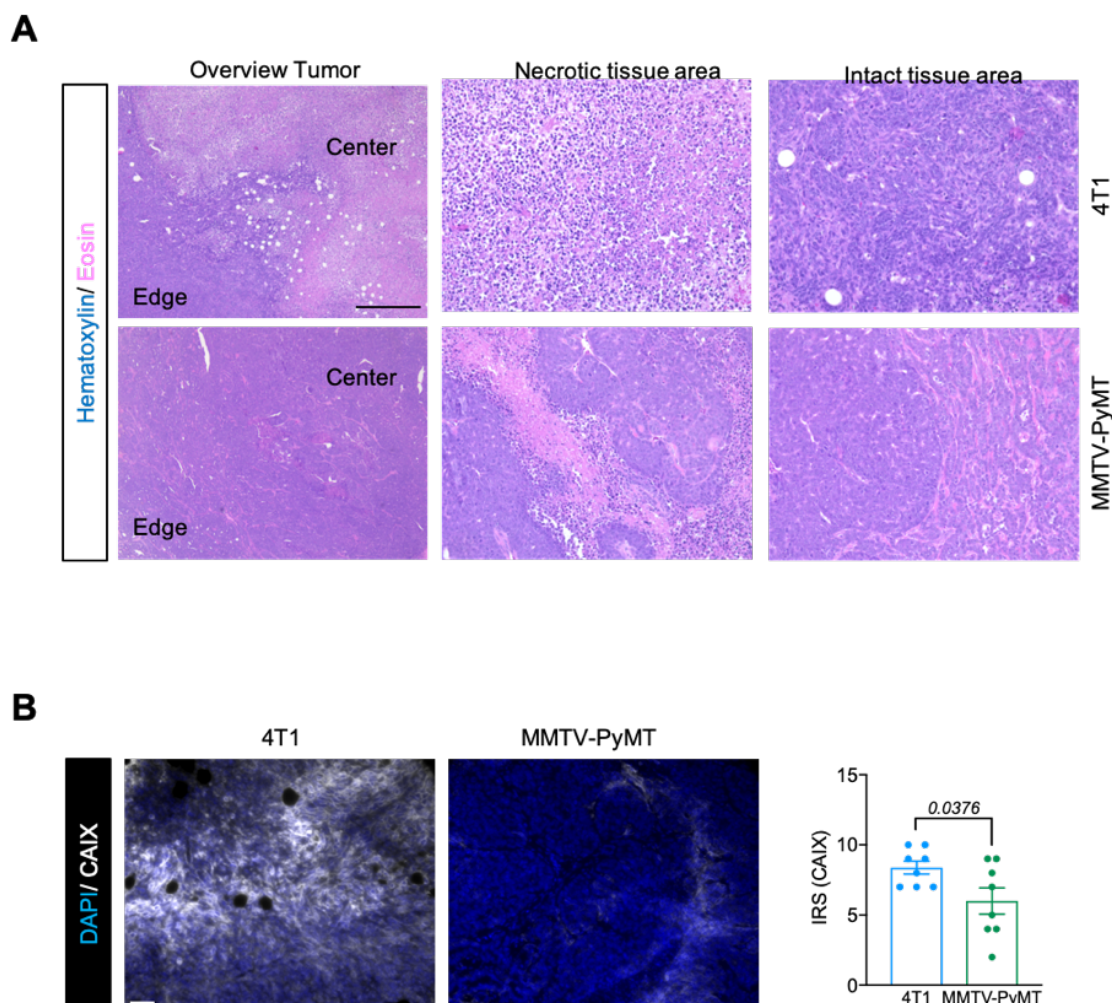 A
Overview Tumor
Necrotic tissue area
Intact tissue area
Hematoxylin/ Eosin
Center
Edge
4T1
Center
Edge
MMTV-PyMT
B
4T1
MMTV-PyMT
DAPI/ CAIX
IRS (CAIX)
15
10
5
0
0.0376
4T1 MMTV-PyMT